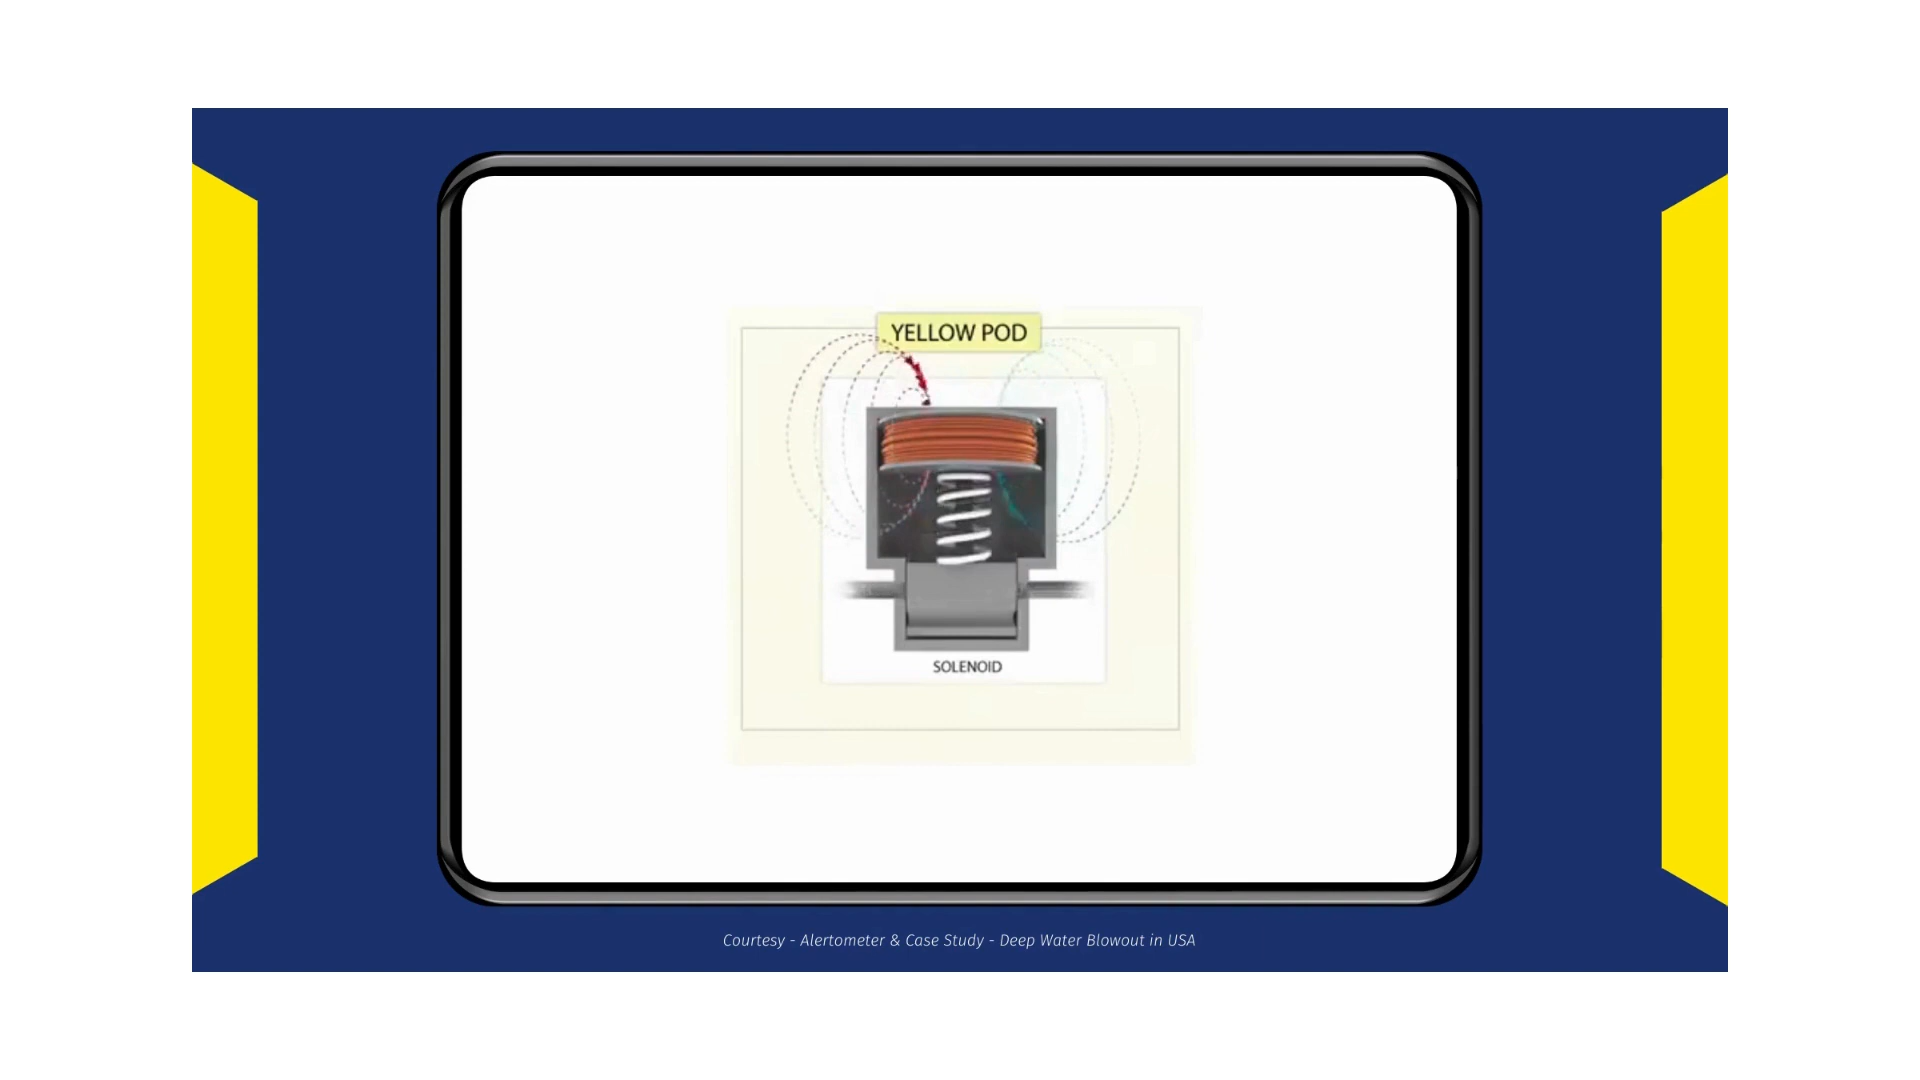 YELLOW POD
SOLENOID
Courtesy - Alertometer & Case Study - Deep Water Blowout in USA